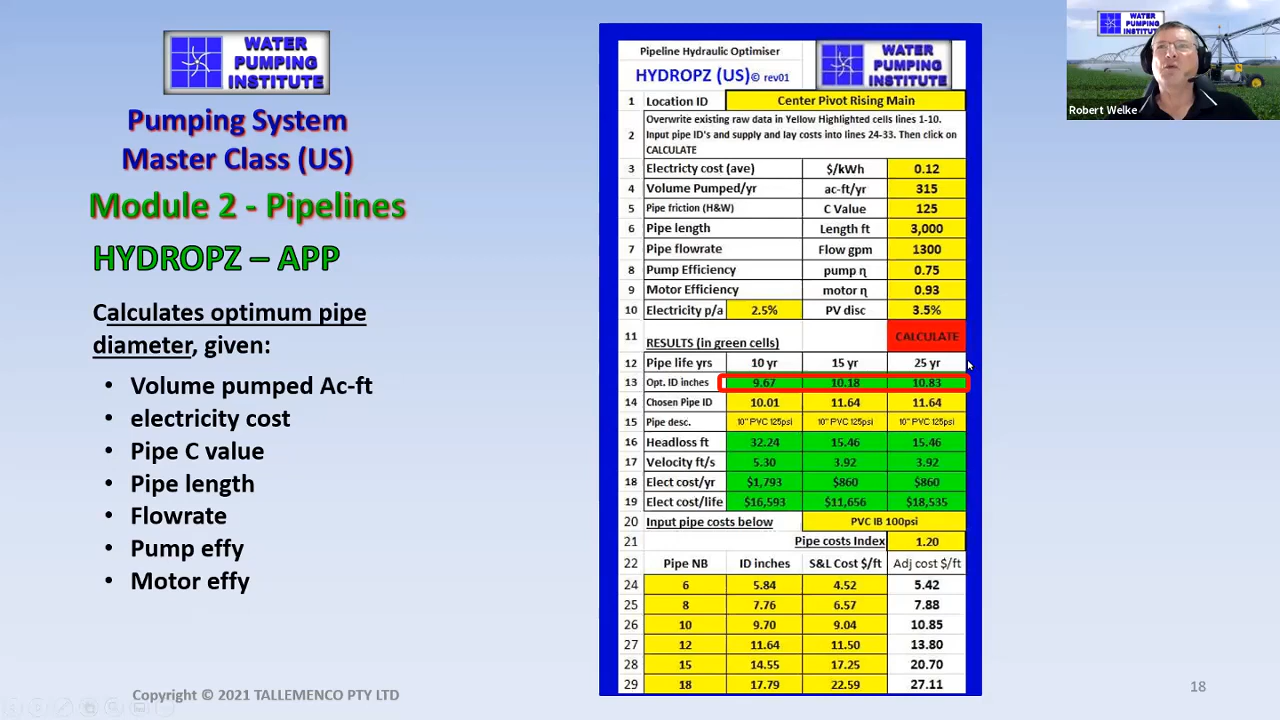 WATER
PUMPING
INSTITUTE
Pumping System
Master Class (US)
Module 2 - Pipelines
HYDROPZ – APP
Calculates optimum pipe
diameter, given:
• Volume pumped Ac-ft
• electricity cost
• Pipe C value
• Pipe length
• Flowrate
• Pump effy
• Motor effy
Copyright © 2021 TALLEMENCO PTY LTD
Pipeline Hydraulic Optimiser
HYDROPZ (US)© rev01
WATER
PUMPING
INSTITUTE
1 Location ID Center Pivot Rising Main
2 Overwrite existing raw data in Yellow Highlighted cells lines 1-10.
Input pipe ID's and supply and lay costs into lines 24-33. Then click on
CALCULATE
3 Electricty cost (ave) $/kWh 0.12
4 Volume Pumped/yr ac-ft/yr 315
5 Pipe friction (H&W) C Value 125
6 Pipe length Length ft 3,000
7 Pipe flowrate Flow gpm 1300
8 Pump Efficiency pump η 0.75
9 Motor Efficiency motor η 0.93
10 Electricity p/a 2.5% PV disc 3.5%
11 RESULTS (in green cells) CALCULATE
12 Pipe life yrs 10 yr 15 yr 25 yr
13 Opt. ID inches 9.67 10.18 10.83
14 Chosen Pipe ID 10.01 11.64 11.64
15 Pipe desc. 10" PVC 125psi 10" PVC 125psi 10" PVC 125psi
16 Headloss ft 32.24 15.46 15.46
17 Velocity ft/s 5.30 3.92 3.92
18 Elect cost/yr $1,793 $860 $860
19 Elect cost/life $16,593 $11,656 $18,535
20 Input pipe costs below PVC IB 100psi
21 Pipe costs Index 1.20
22 Pipe NB ID inches S&L Cost $/ft Adj cost $/ft
24 6 5.84 4.52 5.42
25 8 7.76 6.57 7.88
26 10 9.70 9.04 10.85
27 12 11.64 11.50 13.80
28 15 14.55 17.25 20.70
29 18 17.79 22.59 27.11
WATER
PUMPING
INSTITUTE
Robert Welke
18